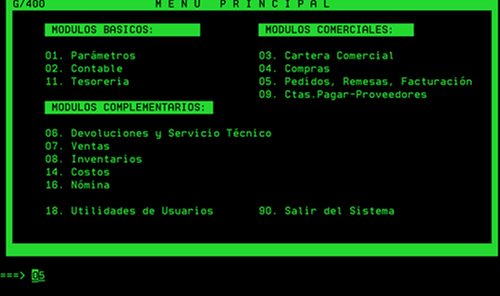 G/400 MENU PRINCIPAL
MODULOS BASICOS: MODULOS COMERCIALES:
01. Parámetros 03. Cartera Comercial
02. Contable 04. Compras
11. Tesoreria 05. Pedidos, Remesas, Facturación
09. Ctas.Pagar-Proveedores
MODULOS COMPLEMENTARIOS:
06. Devoluciones y Servicio Técnico
07. Ventas
08. Inventarios
14. Costos
16. Nómina
18. Utilidades de Usuarios 90. Salir del Sistema
===> 05